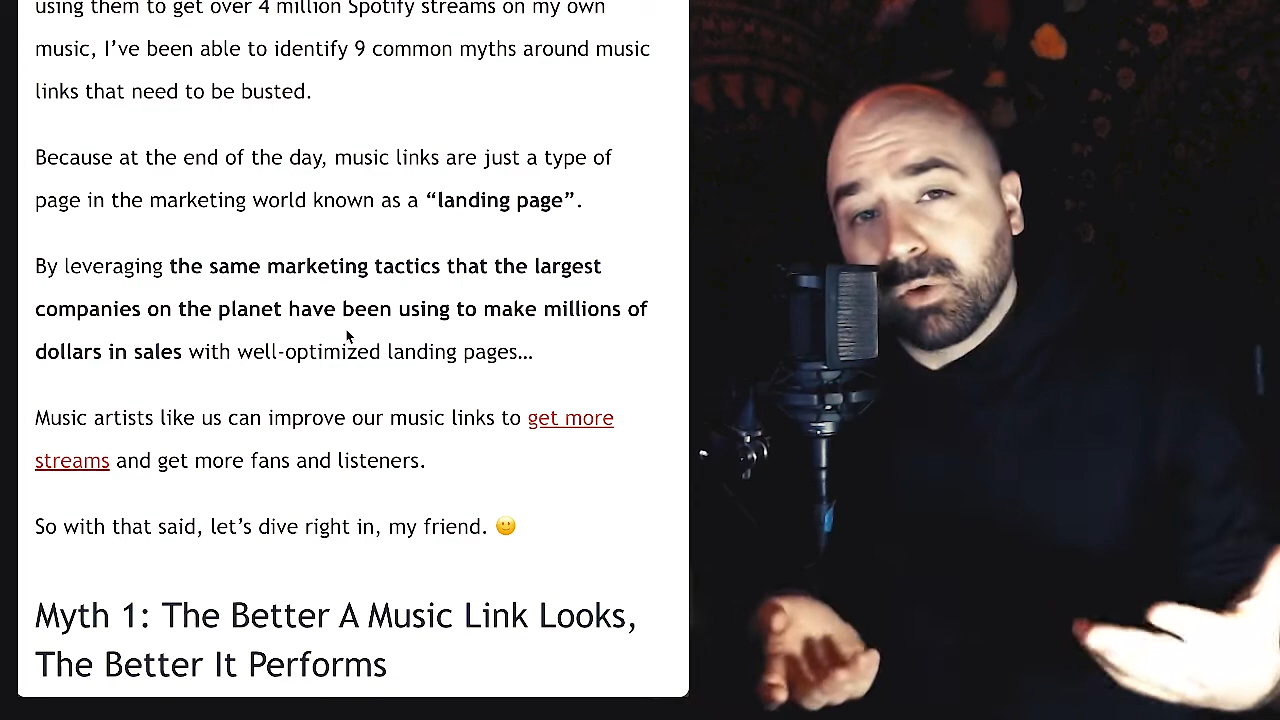 using them to get over 4 million Spotify streams on my own
music, I’ve been able to identify 9 common myths around music
links that need to be busted.
Because at the end of the day, music links are just a type of
page in the marketing world known as a “landing page”.
By leveraging the same marketing tactics that the largest
companies on the planet have been using to make millions of
dollars in sales with well-optimized landing pages…
Music artists like us can improve our music links to get more
streams and get more fans and listeners.
So with that said, let’s dive right in, my friend. 🙂
Myth 1: The Better A Music Link Looks,
The Better It Performs